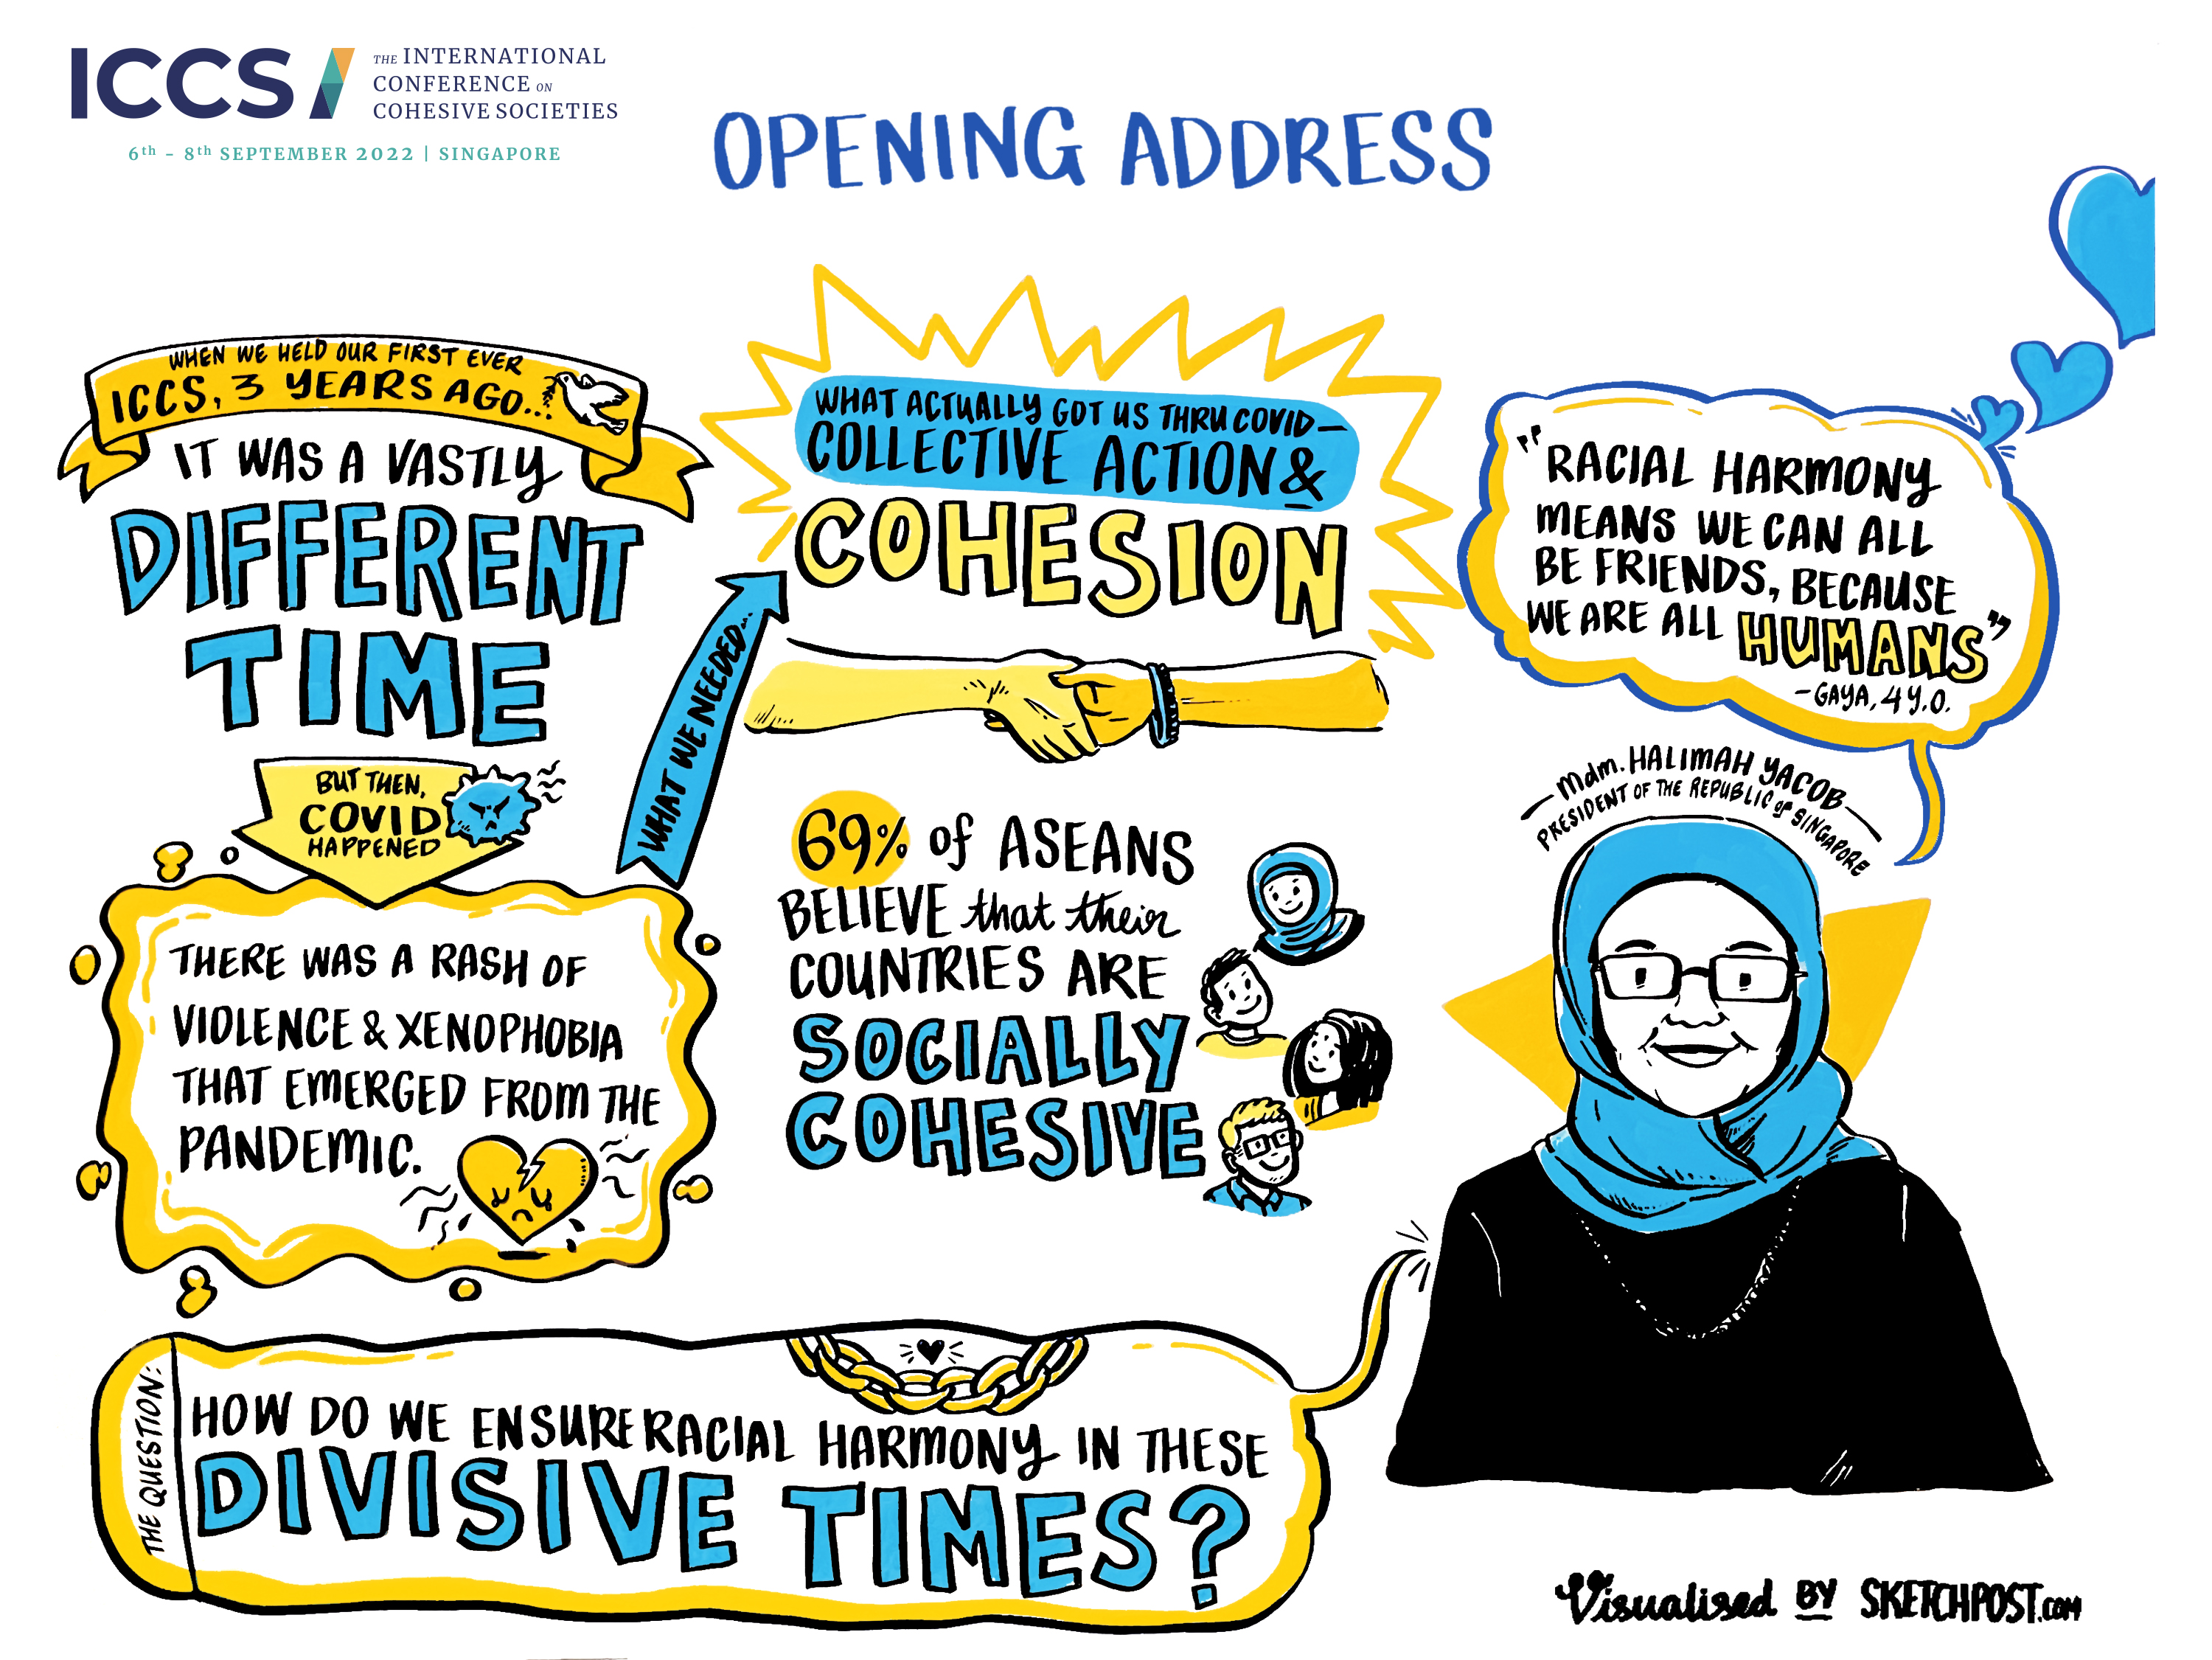 ICCS
THE INTERNATIONAL
CONFERENCE ON
COHESIVE SOCIETIES
6th - 8th SEPTEMBER 2022 | SINGAPORE
OPENING ADDRESS
WHEN WE HELD OUR FIRST EVER
ICCS, 3 YEARS AGO...
IT WAS A VASTLY
DIFFERENT
TIME
BUT THEN,
COVID
HAPPENED
THERE WAS A RASH OF
VIOLENCE & XENOPHOBIA
THAT EMERGED FROM THE
PANDEMIC.
WHAT WE NEEDED...
WHAT ACTUALLY GOT US THRU COVID—
COLLECTIVE ACTION &
COHESION
69% of ASEANS
BELIEVE that their
COUNTRIES ARE
SOCIALLY
COHESIVE
"RACIAL HARMONY
MEANS WE CAN ALL
BE FRIENDS, BECAUSE
WE ARE ALL HUMANS"
- GAYA, 4 Y.O.
Mdm. HALIMAH YACOB
PRESIDENT OF THE REPUBLIC of SINGAPORE
THE QUESTION:
HOW DO WE ENSURE RACIAL HARMONY IN THESE
DIVISIVE TIMES?
Visualised BY SKETCHPOST.COM